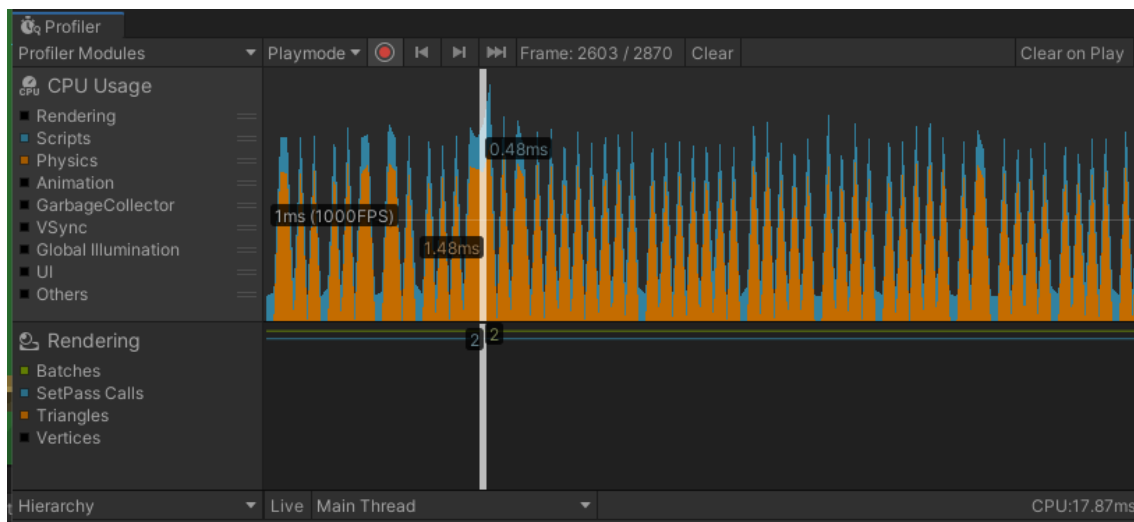 Profiler
Profiler Modules Playmode Frame: 2603 / 2870 Clear Clear on Play
CPU Usage
Rendering
Scripts
Physics
Animation
GarbageCollector
VSync
Global Illumination
UI
Others
0.48ms
1ms (1000FPS)
1.48ms
Rendering
Batches
SetPass Calls
Triangles
Vertices
2 2
Hierarchy Live Main Thread CPU:17.87ms